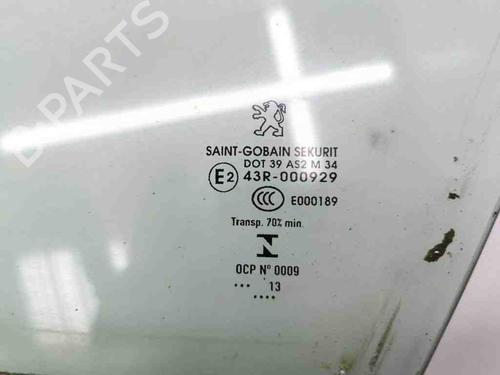 B-PARTS
SAINT-GOBAIN SEKURIT
DOT 39 AS2 M 34
E2 43R-000929
CCC E000189
Transp. 70% min.
OCP Nº 0009
... 13
....